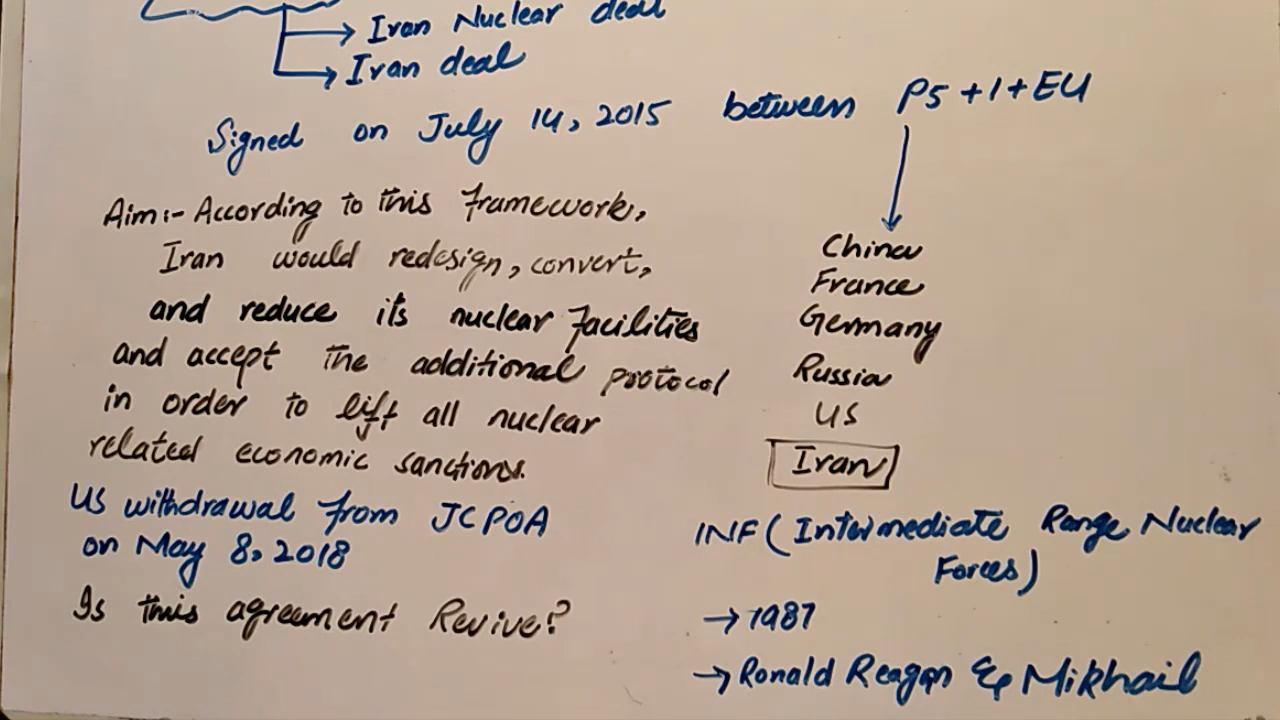 Iran Nuclear deal
Iran deal
Signed on July 14, 2015 between P5 +1+EU
Aim:- According to this framework,
Iran would redesign, convert,
and reduce its nuclear facilities
and accept the additional protocol
in order to lift all nuclear
related economic sanctions.
US withdrawal from JCPOA
on May 8, 2018
Is this agreement Revive?
China
France
Germany
Russia
US
Iran
INF (Intermediate Range Nuclear
Forces)
→ 1987
→ Ronald Reagan & Mikhail